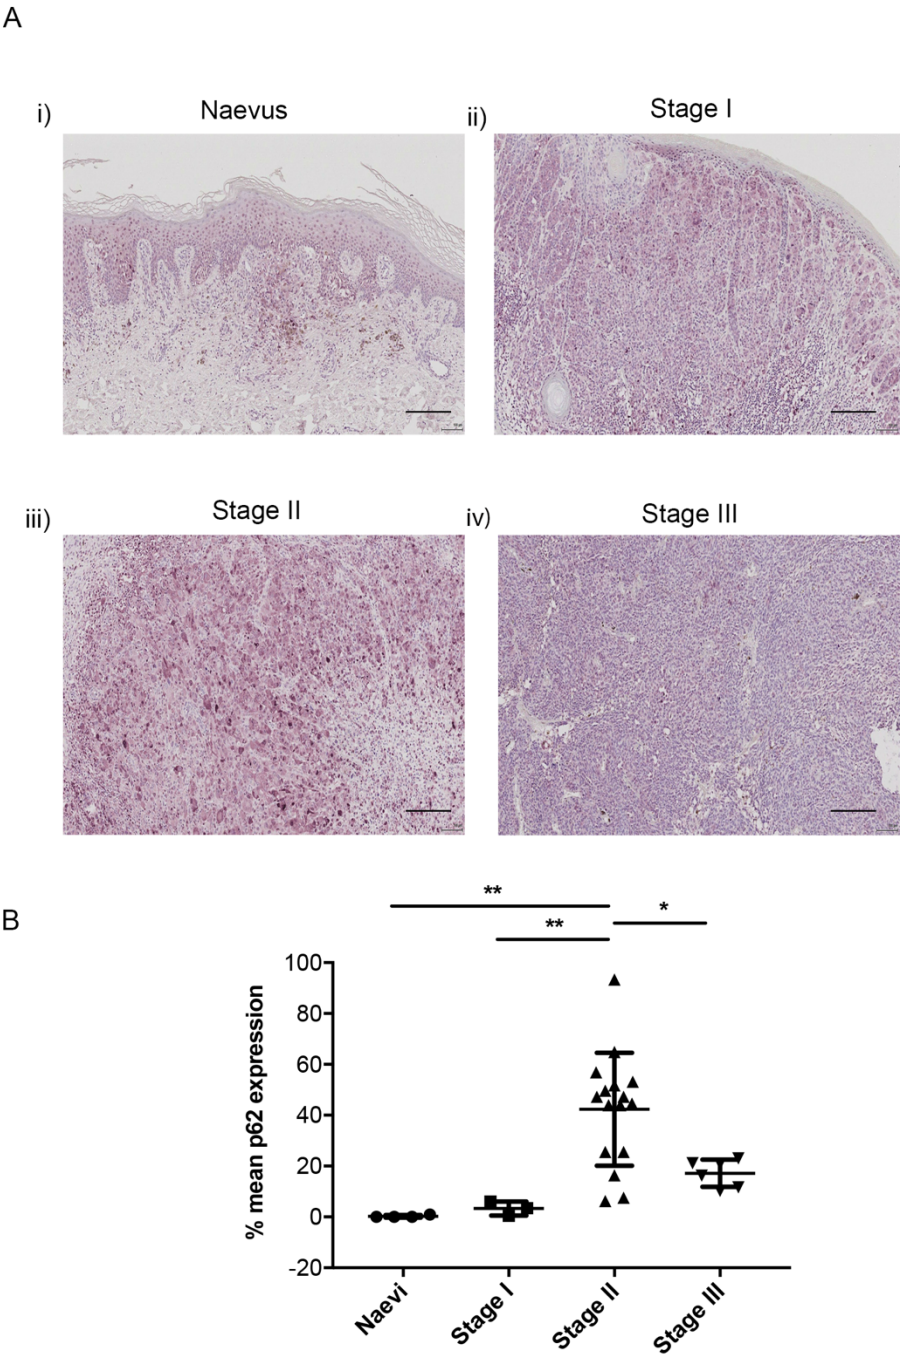 A
i) Naevus
ii) Stage I
iii) Stage II
iv) Stage III
B
** 
*
**
100
80
60
40
20
0
-20
% mean p62 expression
Naevi
Stage I
Stage II
Stage III